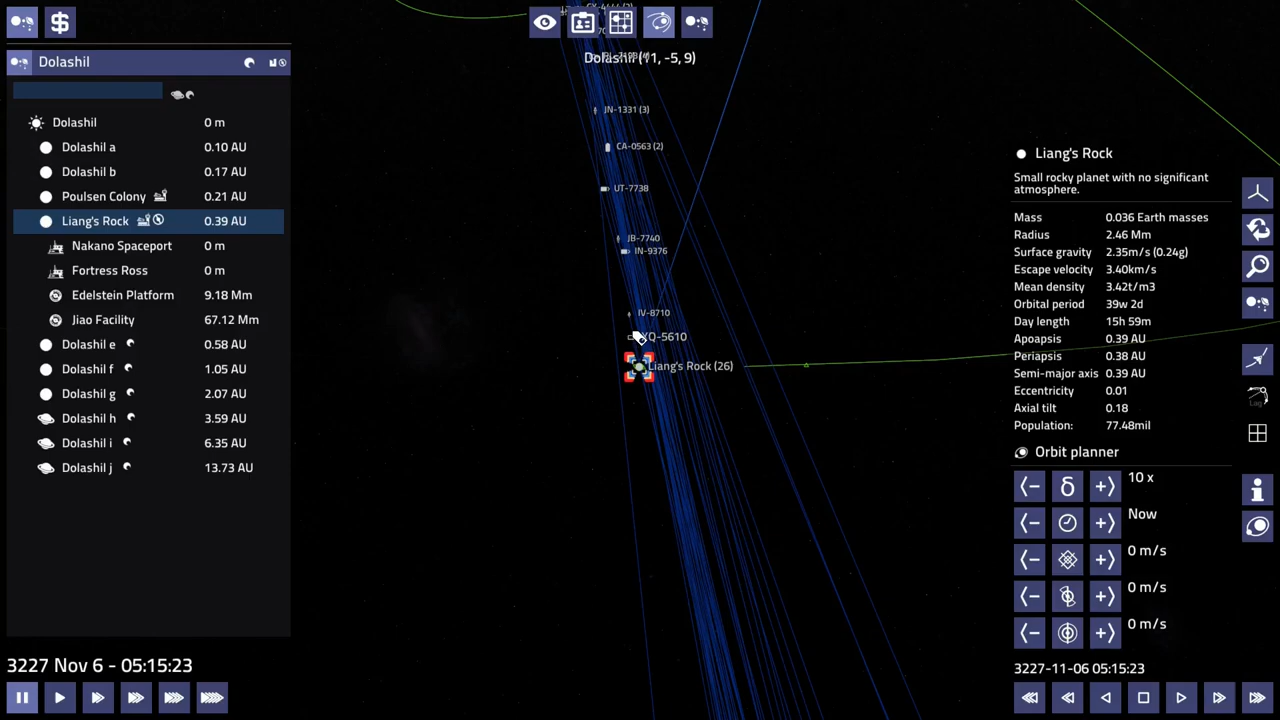 Dolashil (11, -5, 9)
Dolashil
Dolashil 0 m
Dolashil a 0.10 AU
Dolashil b 0.17 AU
Poulsen Colony 0.21 AU
Liang's Rock 0.39 AU
Nakano Spaceport 0 m
Fortress Ross 0 m
Edelstein Platform 9.18 Mm
Jiao Facility 67.12 Mm
Dolashil e 0.58 AU
Dolashil f 1.05 AU
Dolashil g 2.07 AU
Dolashil h 3.59 AU
Dolashil i 6.35 AU
Dolashil j 13.73 AU
3227 Nov 6 - 05:15:23
JN-1331 (3)
CA-0563 (2)
UT-7738
JB-7740
IN-9376
IV-8710
XQ-5610
Liang's Rock (26)
Liang's Rock
Small rocky planet with no significant
atmosphere.
Mass 0.036 Earth masses
Radius 2.46 Mm
Surface gravity 2.35m/s (0.24g)
Escape velocity 3.40km/s
Mean density 3.42t/m3
Orbital period 39w 2d
Day length 15h 59m
Apoapsis 0.39 AU
Periapsis 0.38 AU
Semi-major axis 0.39 AU
Eccentricity 0.01
Axial tilt 0.18
Population: 77.48mil
Lag
Orbit planner
10 x
Now
0 m/s
0 m/s
0 m/s
3227-11-06 05:15:23